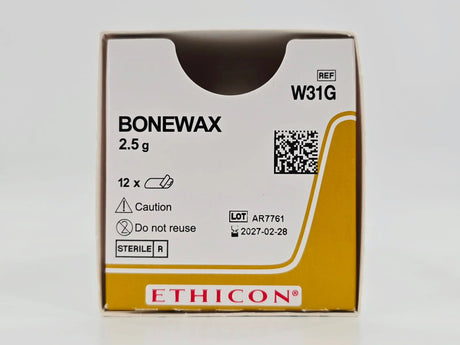 REF
W31G
BONEWAX
2.5 g
12 x
Caution
Do not reuse
STERILE R
LOT AR7761
2027-02-28
ETHICON®